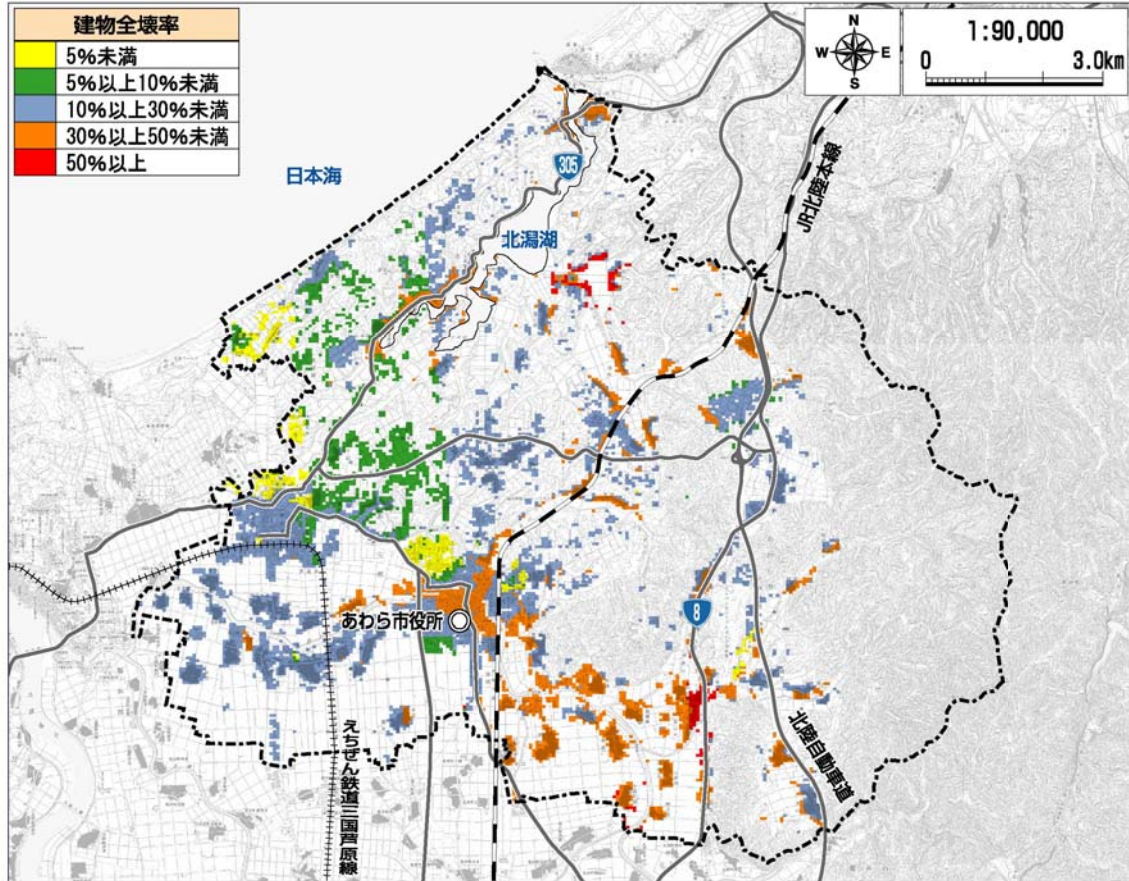 建物全壊率
5%未満
5%以上10%未満
10%以上30%未満
30%以上50%未満
50%以上
N
W E
S
1:90,000
0 3.0km
日本海
305
北潟湖
JR北陸本線
あわら市役所
8
えちぜん鉄道三国芦原線
北陸自動車道